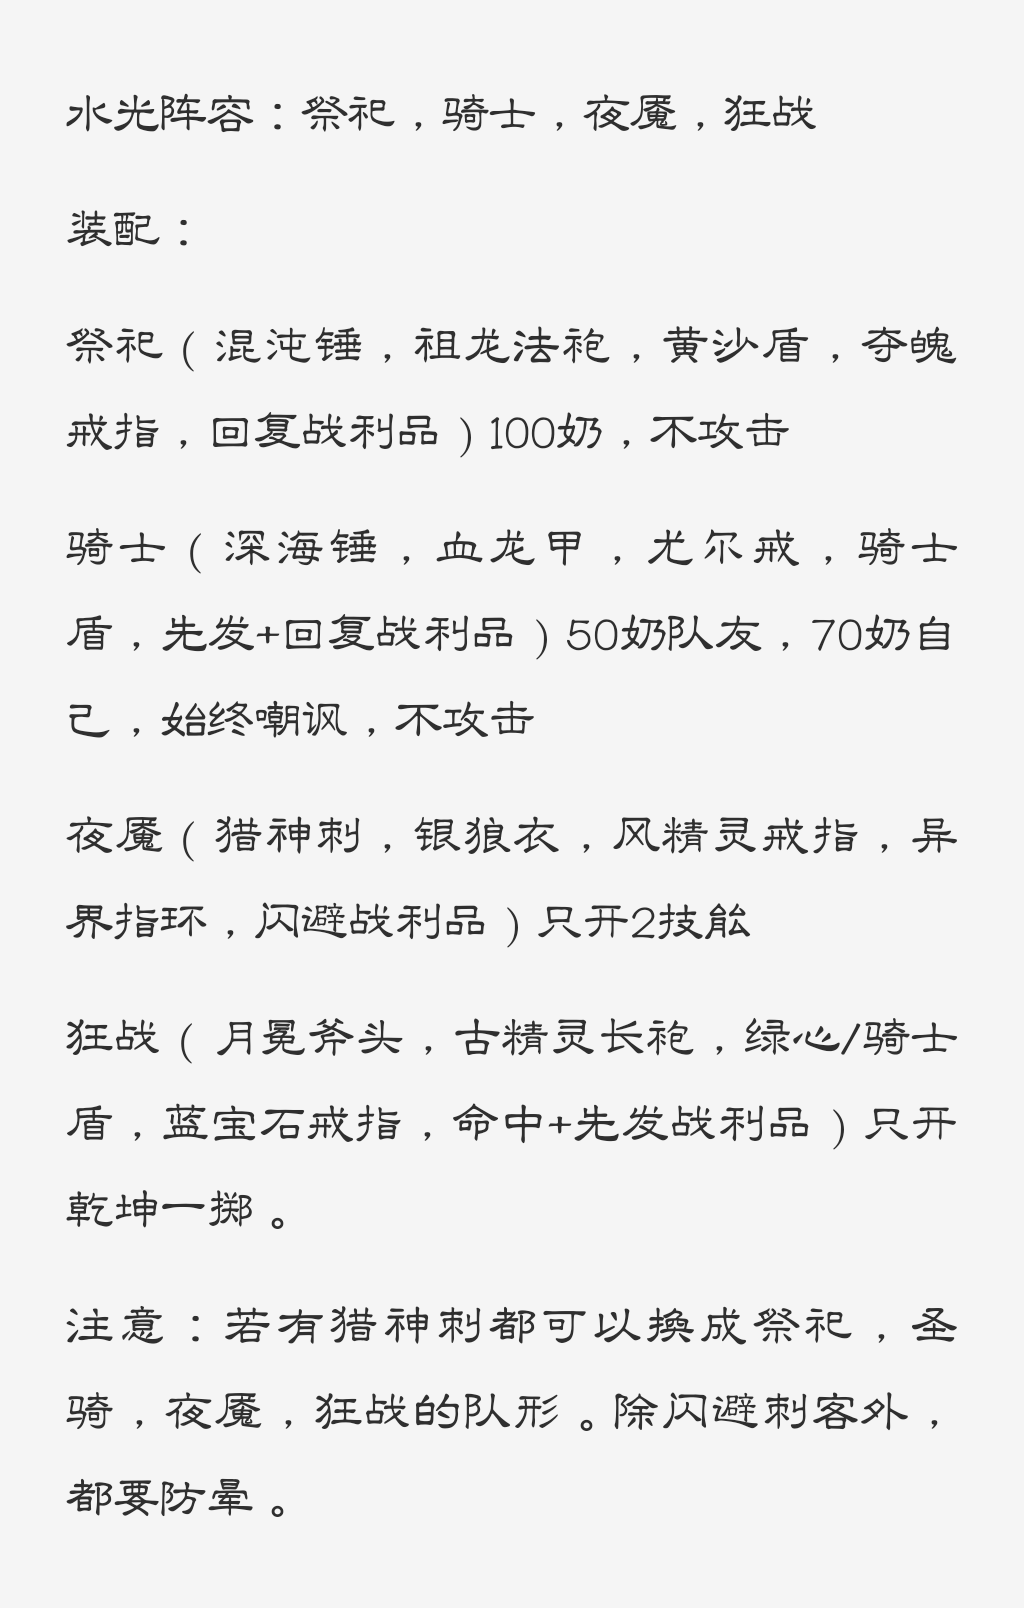 水光阵容：祭祀，骑士，夜魇，狂战
装配：
祭祀（混沌锤，祖龙法袍，黄沙盾，夺魄
戒指，回复战利品）100奶，不攻击
骑士（深海锤，血龙甲，尤尔戒，骑士
盾，先发+回复战利品）50奶队友，70奶自
己，始终嘲讽，不攻击
夜魇（猎神刺，银狼衣，风精灵戒指，异
界指环，闪避战利品）只开2技能
狂战（月冕斧头，古精灵长袍，绿心/骑士
盾，蓝宝石戒指，命中+先发战利品）只开
乾坤一掷。
注意：若有猎神刺都可以换成祭祀，圣
骑，夜魇，狂战的队形。除闪避刺客外，
都要防晕。